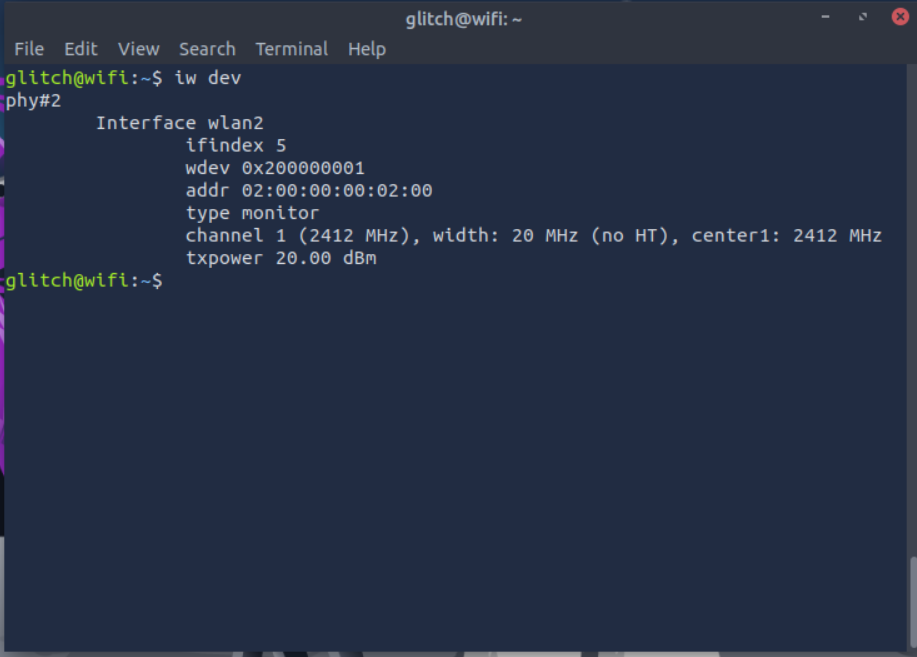 glitch@wifi: ~
File Edit View Search Terminal Help
glitch@wifi:~$ iw dev
phy#2
Interface wlan2
ifindex 5
wdev 0x200000001
addr 02:00:00:00:02:00
type monitor
channel 1 (2412 MHz), width: 20 MHz (no HT), center1: 2412 MHz
txpower 20.00 dBm
glitch@wifi:~$